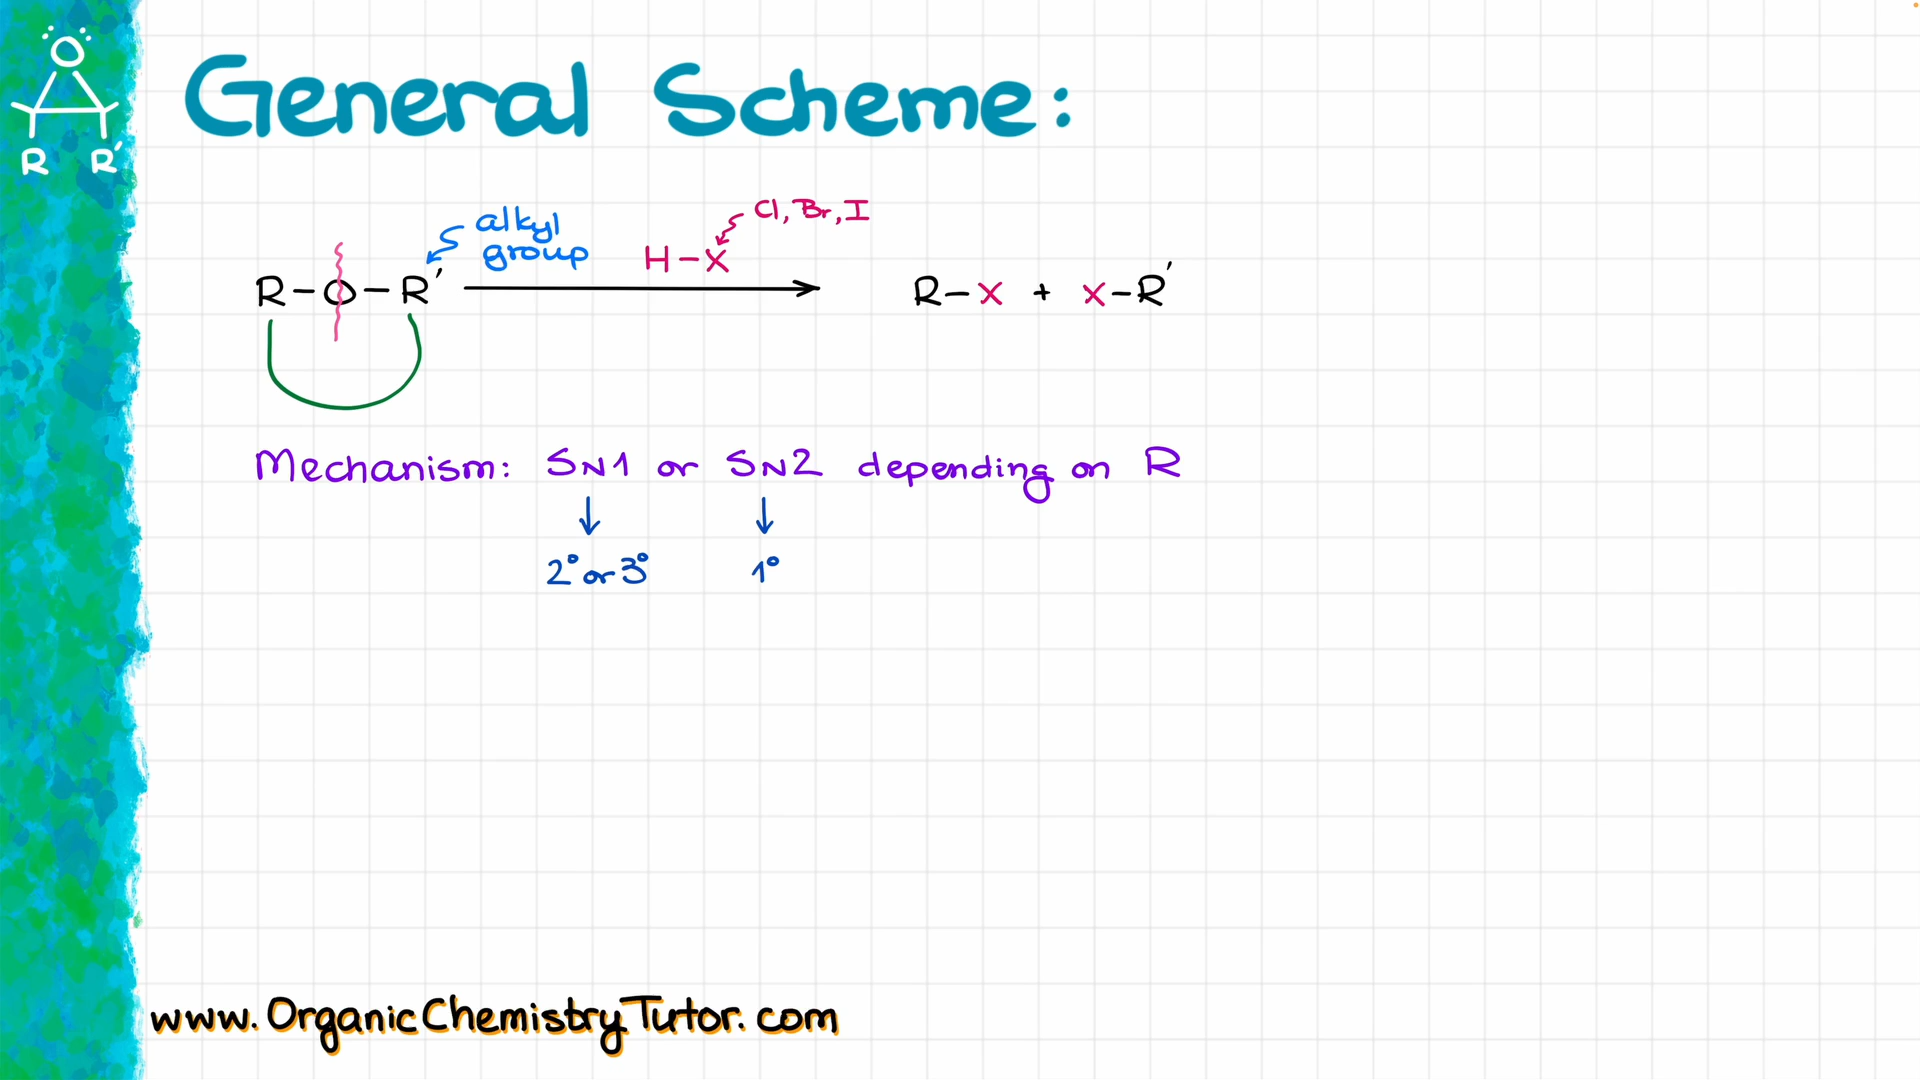 O
R R′
General Scheme:
alkyl
group
Cl, Br, I
H–X
R–O–R′ → R–X + X–R′
Mechanism: SN1 or SN2 depending on R
↓ ↓
2° or 3° 1°
www.OrganicChemistryTutor.com